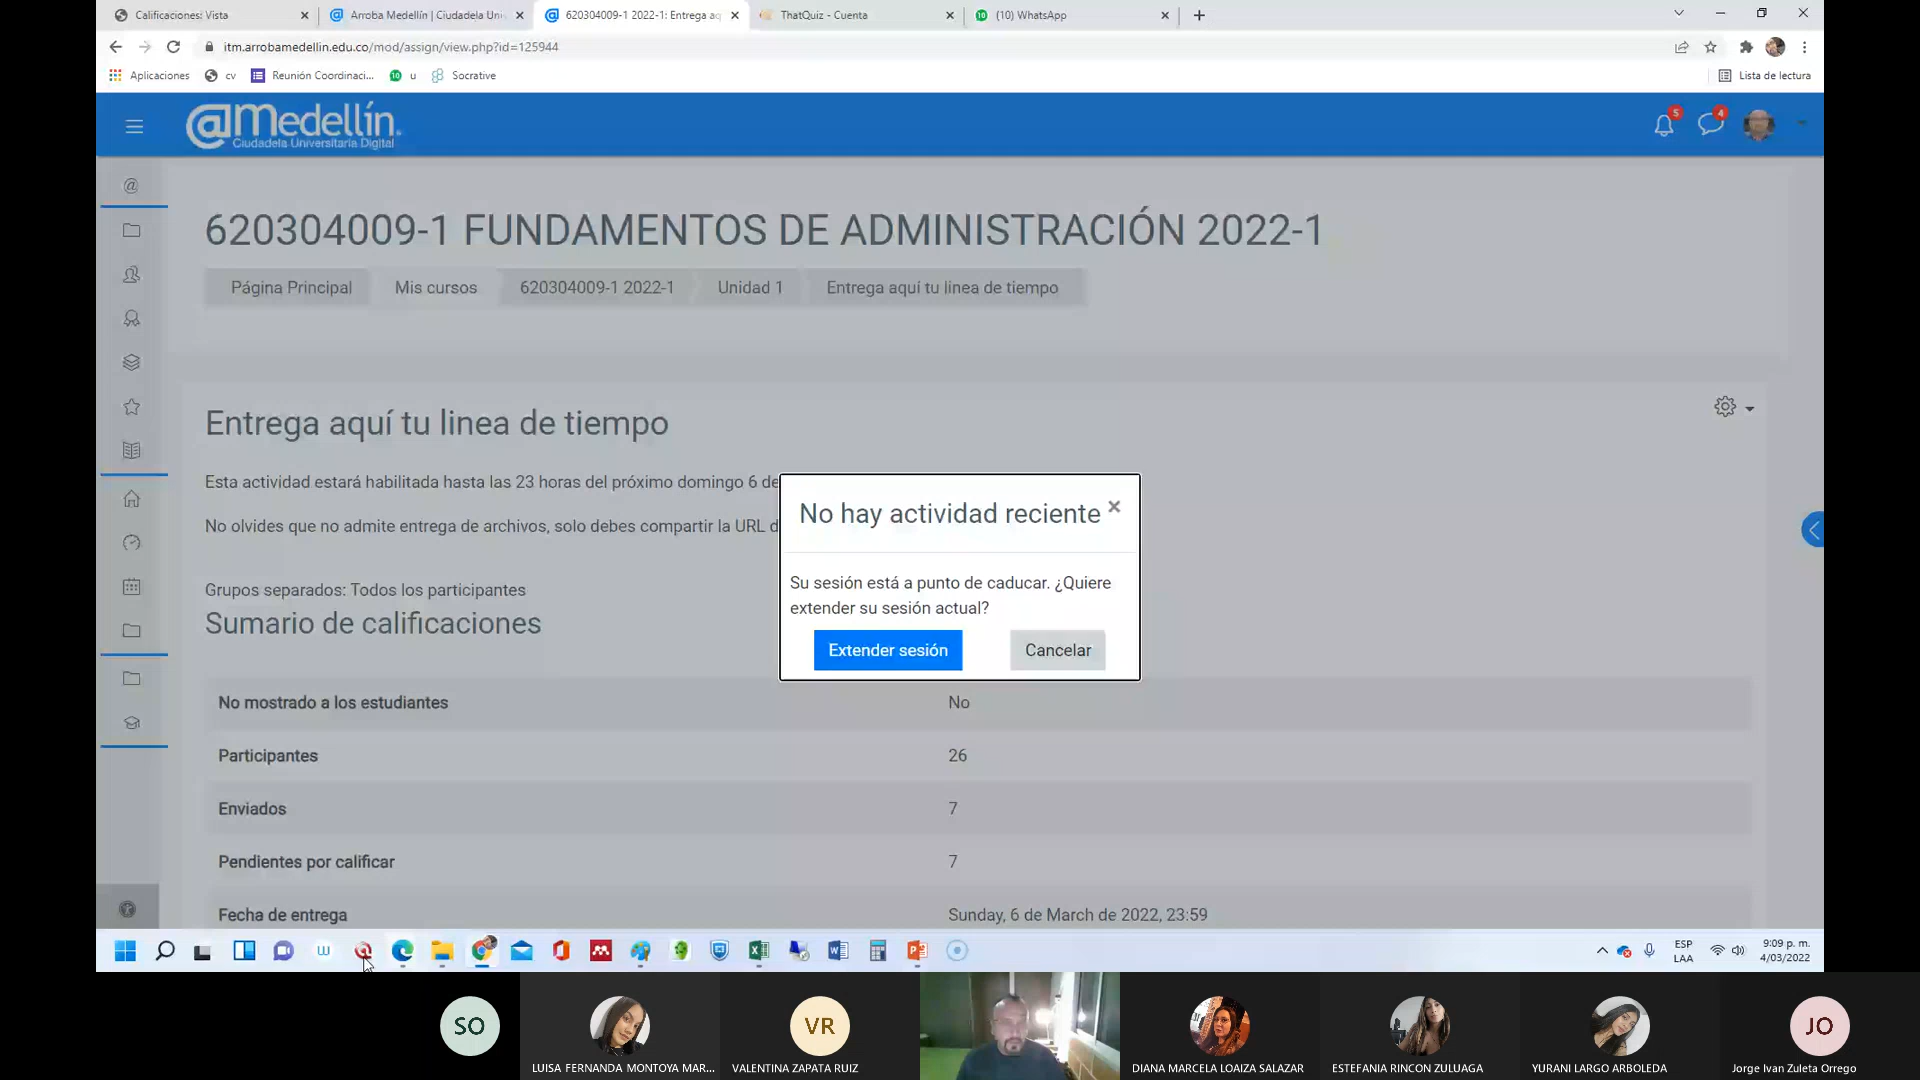 Calificaciones: Vista
Arroba Medellín | Ciudadela Uni
620304009-1 2022-1: Entrega aq
ThatQuiz - Cuenta
(10) WhatsApp
itm.arrobamedellin.edu.co/mod/assign/view.php?id=125944
Aplicaciones
cv
Reunión Coordinaci...
u
Socrative
Lista de lectura
@Medellín.
Ciudadela Universitaria Digital
5
4
620304009-1 FUNDAMENTOS DE ADMINISTRACIÓN 2022-1
Página Principal
Mis cursos
620304009-1 2022-1
Unidad 1
Entrega aquí tu linea de tiempo
Entrega aquí tu linea de tiempo
Esta actividad estará habilitada hasta las 23 horas del próximo domingo 6 de
No olvides que no admite entrega de archivos, solo debes compartir la URL d
Grupos separados: Todos los participantes
Sumario de calificaciones
No hay actividad reciente ×
Su sesión está a punto de caducar. ¿Quiere
extender su sesión actual?
Extender sesión
Cancelar
No mostrado a los estudiantes No
Participantes 26
Enviados 7
Pendientes por calificar 7
Fecha de entrega Sunday, 6 de March de 2022, 23:59
ESP
LAA
9:09 p. m.
4/03/2022
SO
LUISA FERNANDA MONTOYA MAR...
VR
VALENTINA ZAPATA RUIZ
DIANA MARCELA LOAIZA SALAZAR
ESTEFANIA RINCON ZULUAGA
YURANI LARGO ARBOLEDA
JO
Jorge Ivan Zuleta Orrego